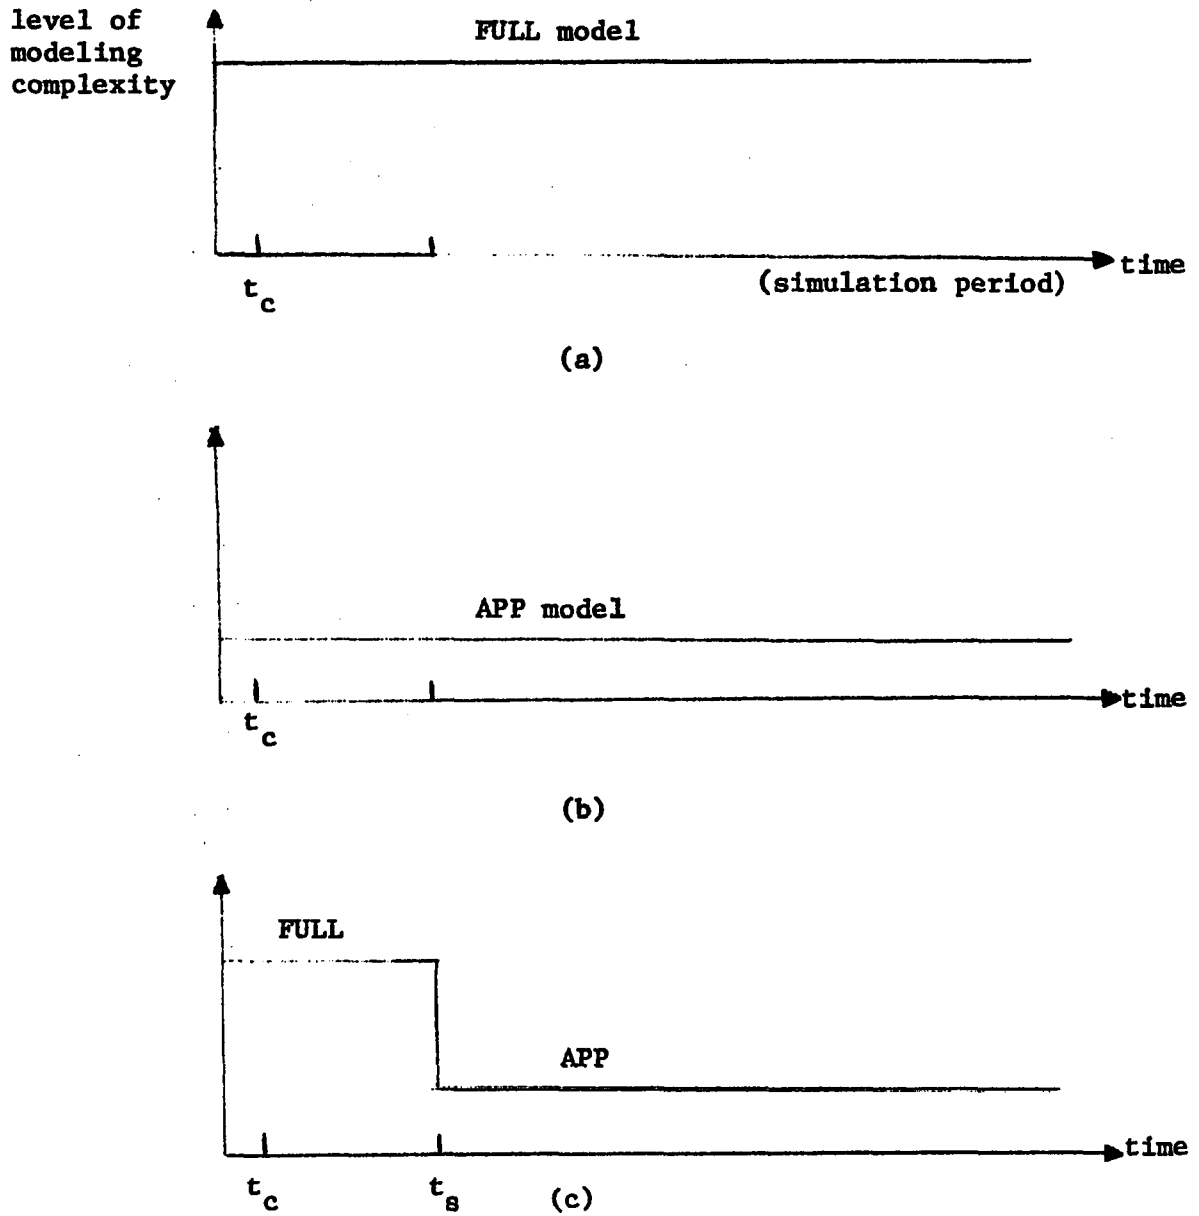 level of
modeling
complexity
FULL model
time
(simulation period)
t_c
(a)
APP model
time
t_c
(b)
FULL
APP
time
t_c
t_s
(c)